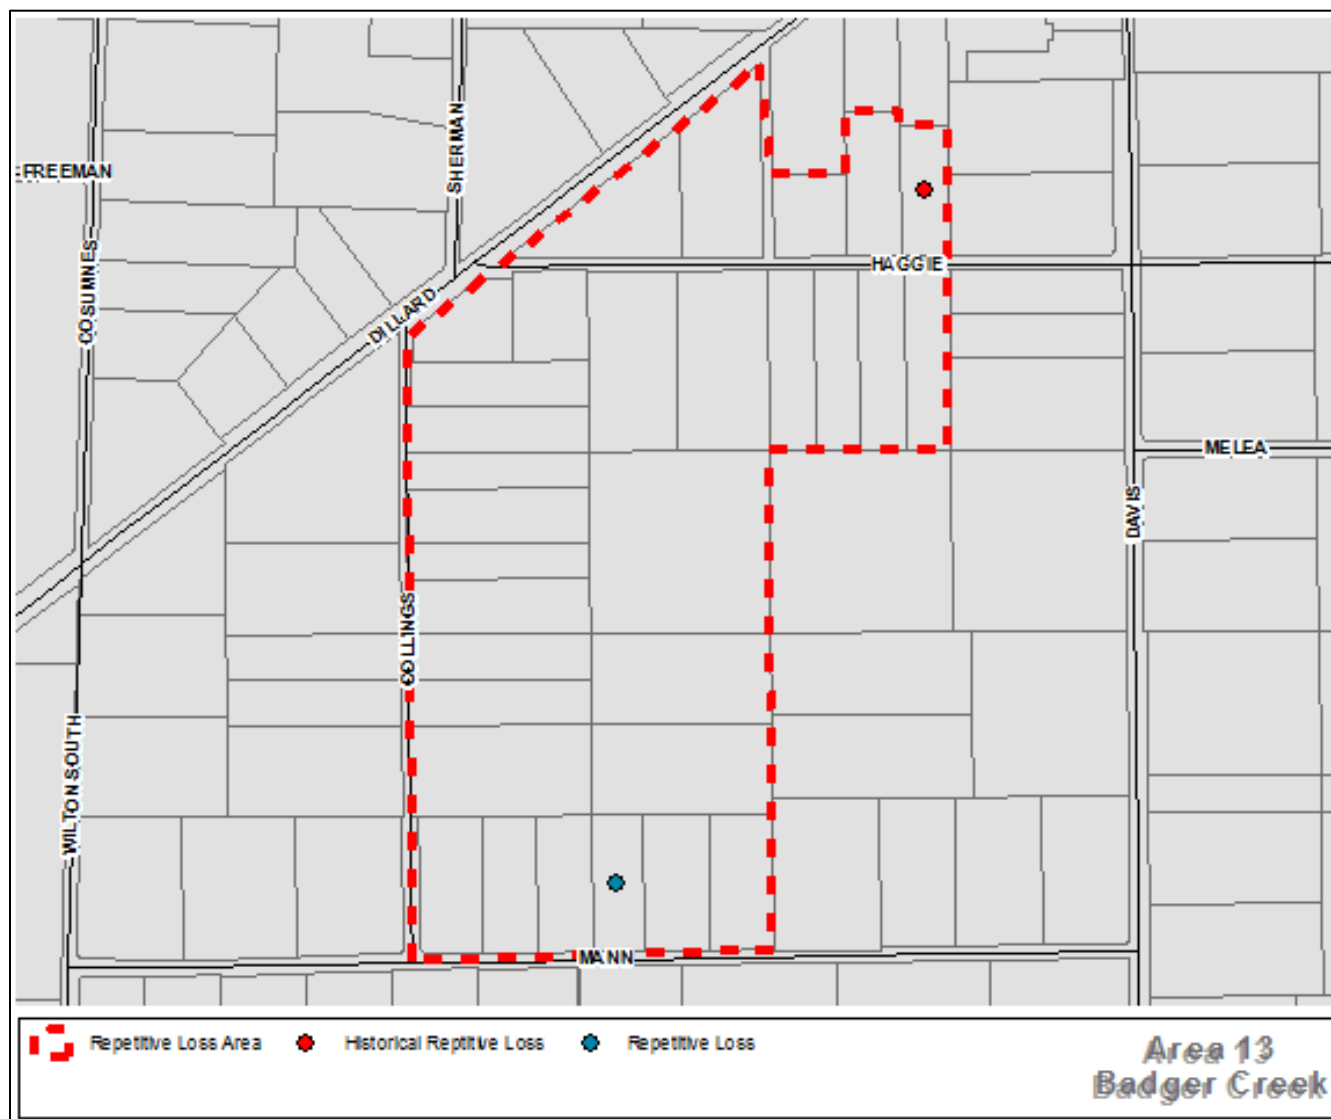 SHERMAN
FREEMAN
COSUMNES
HAGGIE
DILLARD
MELEA
DAVIS
COLLINGS
WILTON SOUTH
MANN
Repetitive Loss Area
Historical Reptitive Loss
Repetitive Loss
Area 13
Badger Creek